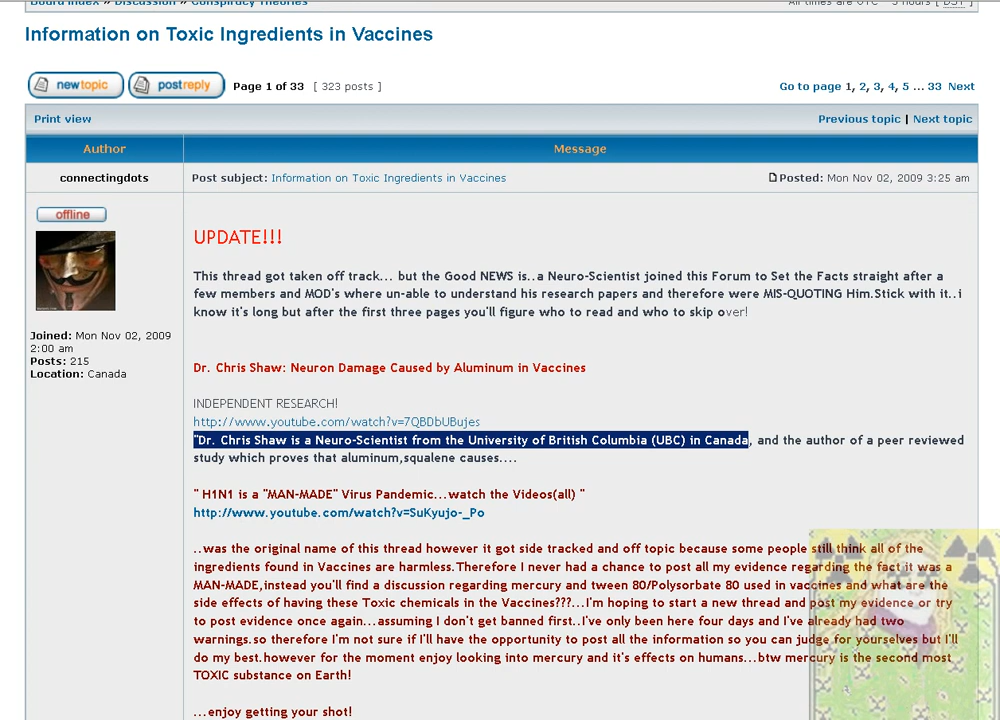 Board index » Discussion » Conspiracy Theories
All times are UTC - 5 hours [ DST ]
Information on Toxic Ingredients in Vaccines
newtopic postreply Page 1 of 33 [ 323 posts ] Go to page 1, 2, 3, 4, 5 ... 33 Next
Print view Previous topic | Next topic
Author Message
connectingdots Post subject: Information on Toxic Ingredients in Vaccines Posted: Mon Nov 02, 2009 3:25 am
offline
Joined: Mon Nov 02, 2009
2:00 am
Posts: 215
Location: Canada
UPDATE!!!
This thread got taken off track... but the Good NEWS is..a Neuro-Scientist joined this Forum to Set the Facts straight after a
few members and MOD's where un-able to understand his research papers and therefore were MIS-QUOTING Him.Stick with it..i
know it's long but after the first three pages you'll figure who to read and who to skip over!
Dr. Chris Shaw: Neuron Damage Caused by Aluminum in Vaccines
INDEPENDENT RESEARCH!
http://www.youtube.com/watch?v=7QBDbUBujes
"Dr. Chris Shaw is a Neuro-Scientist from the University of British Columbia (UBC) in Canada, and the author of a peer reviewed
study which proves that aluminum,squalene causes....
" H1N1 is a "MAN-MADE" Virus Pandemic...watch the Videos(all) "
http://www.youtube.com/watch?v=SuKyujo-_Po
..was the original name of this thread however it got side tracked and off topic because some people still think all of the
ingredients found in Vaccines are harmless.Therefore I never had a chance to post all my evidence regarding the fact it was a
MAN-MADE,instead you'll find a discussion regarding mercury and tween 80/Polysorbate 80 used in vaccines and what are the
side effects of having these Toxic chemicals in the Vaccines???...I'm hoping to start a new thread and post my evidence or try
to post evidence once again...assuming I don't get banned first..I've only been here four days and I've already had two
warnings.so therefore I'm not sure if I'll have the opportunity to post all the information so you can judge for yourselves but I'll
do my best.however for the moment enjoy looking into mercury and it's effects on humans...btw mercury is the second most
TOXIC substance on Earth!
...enjoy getting your shot!